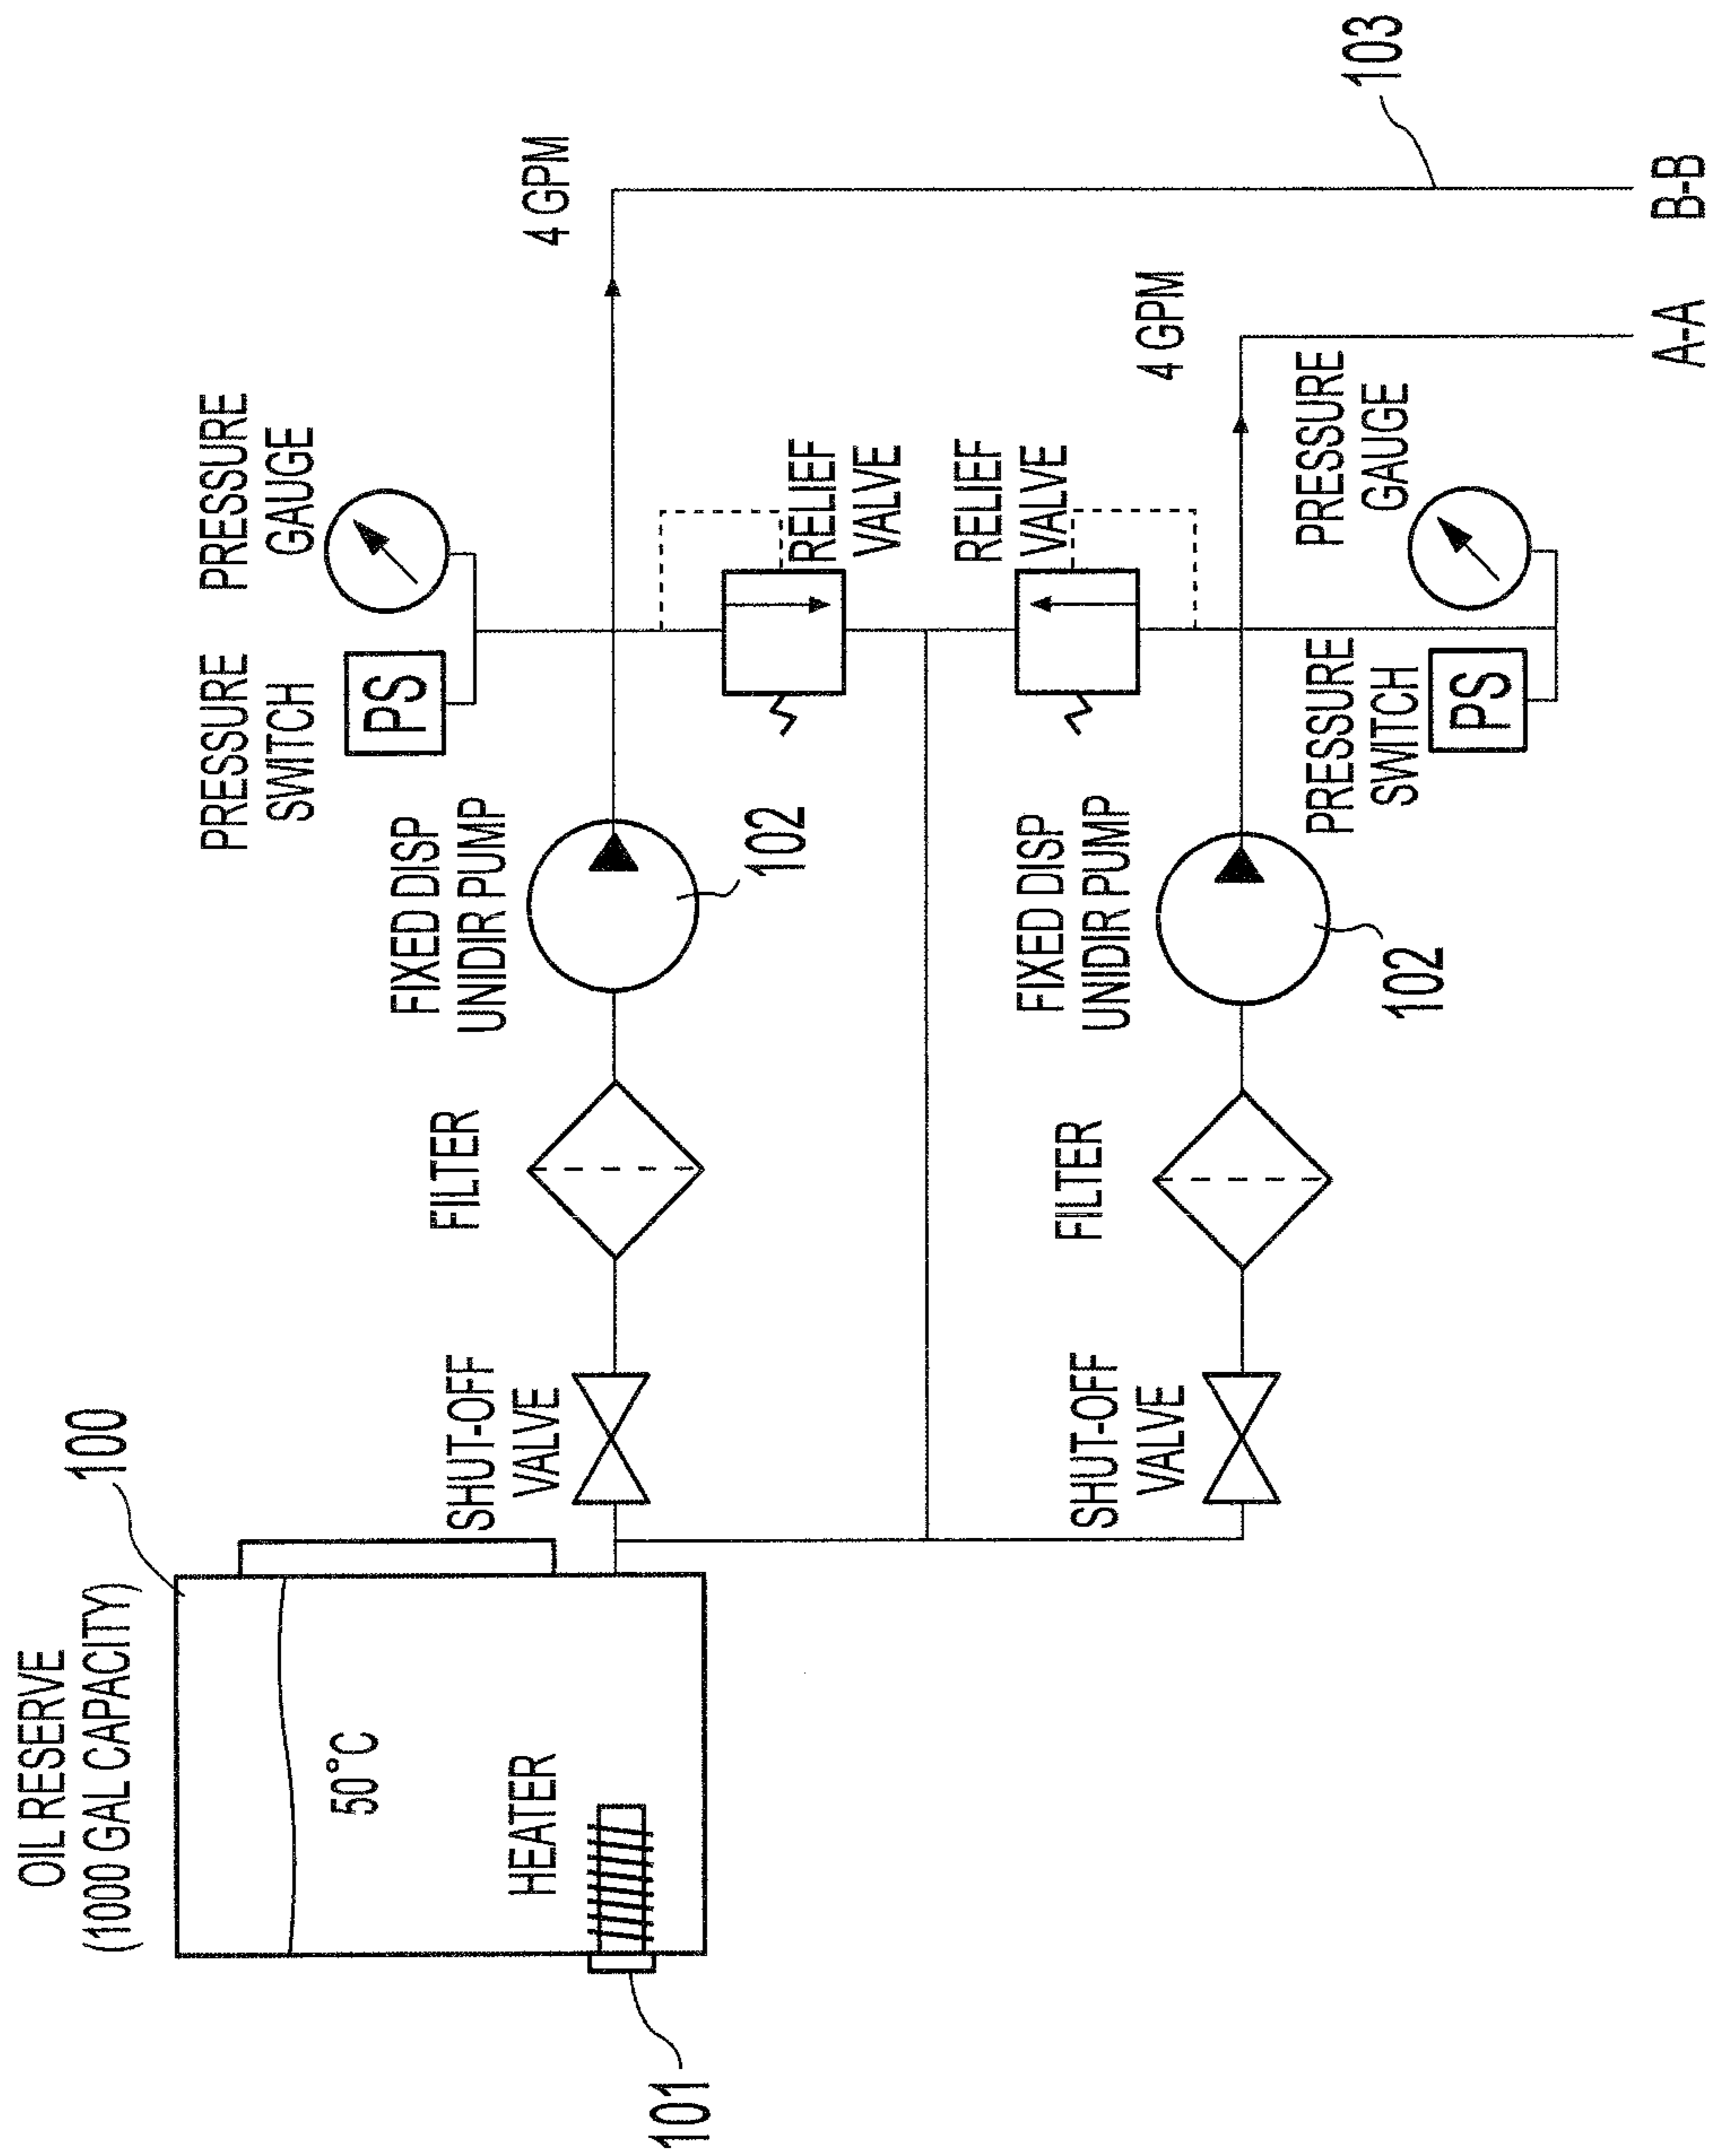 OIL RESERVE
(1000 GAL CAPACITY)
100
50°C
HEATER
101
SHUT-OFF
VALVE
FILTER
FIXED DISP
UNIDIR PUMP
102
PRESSURE
SWITCH
PS
PRESSURE
GAUGE
4 GPM
RELIEF
VALVE
RELIEF
VALVE
SHUT-OFF
VALVE
FILTER
FIXED DISP
UNIDIR PUMP
102
PRESSURE
SWITCH
PS
PRESSURE
GAUGE
4 GPM
103
A-A
B-B